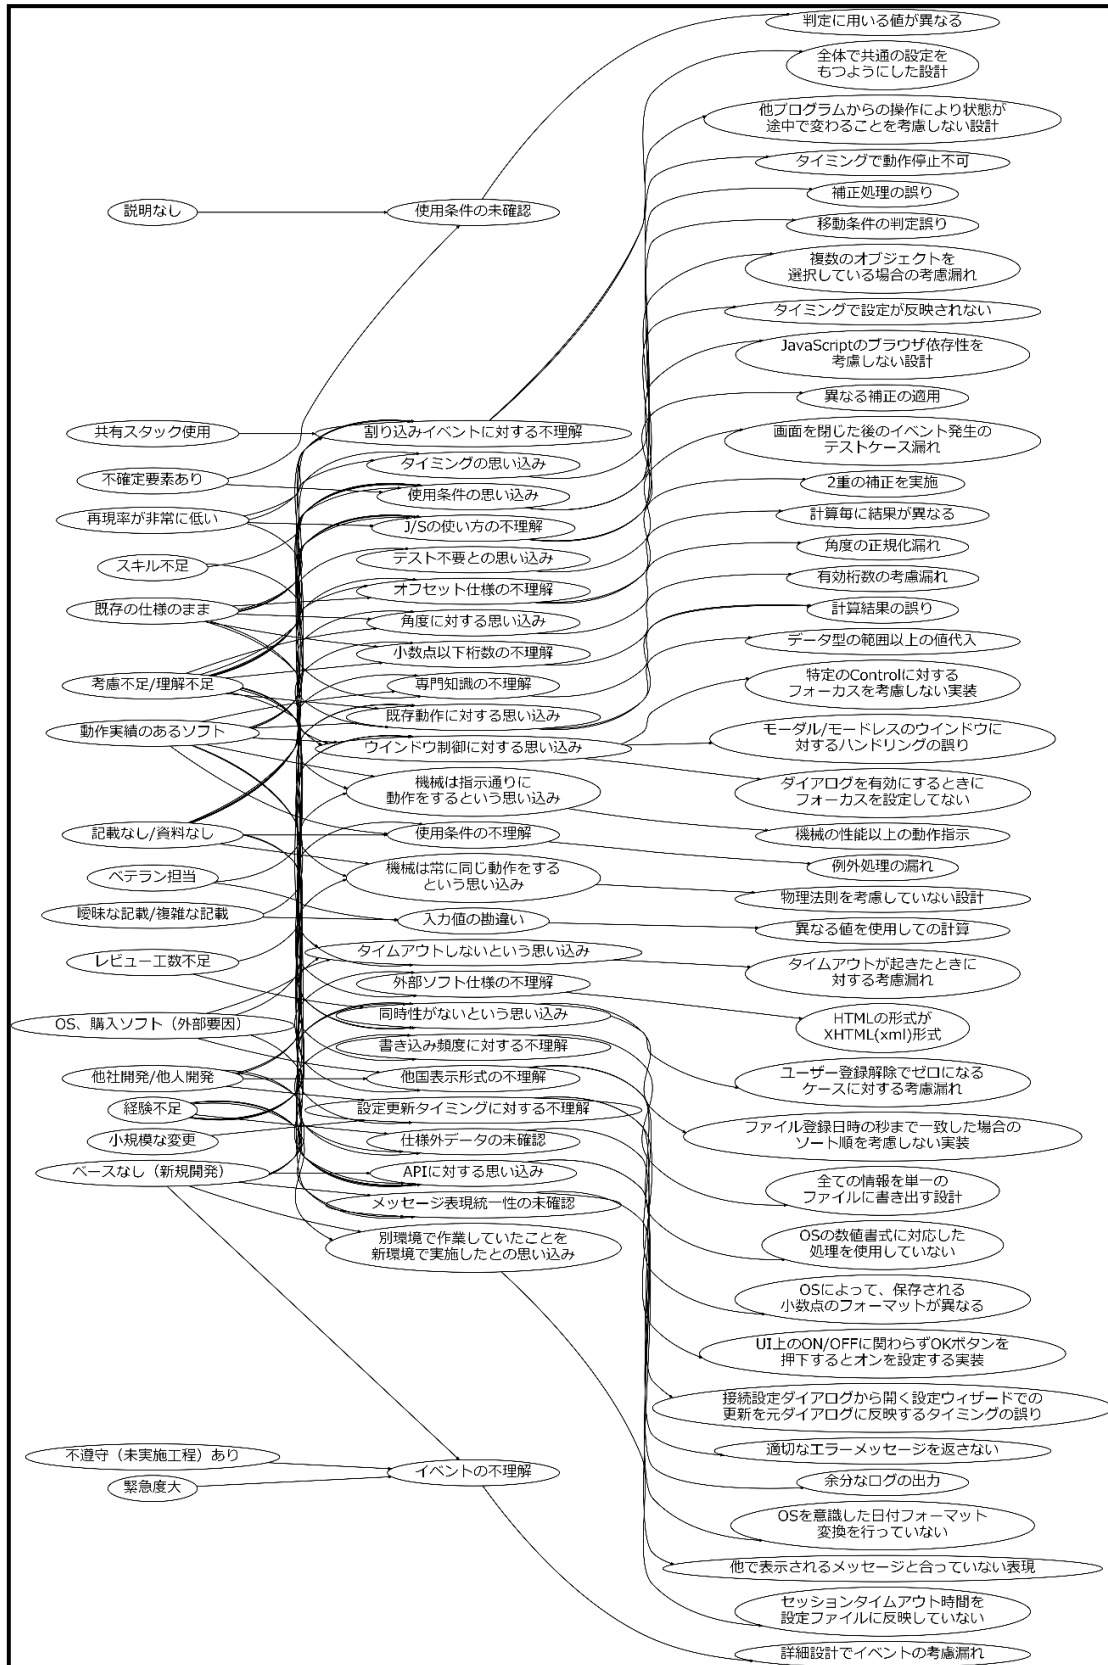 説明なし
共有スタック使用
不確定要素あり
再現率が非常に低い
スキル不足
既存の仕様のまま
考慮不足/理解不足
動作実績のあるソフト
記載なし/資料なし
ベテラン担当
曖昧な記載/複雑な記載
レビュー工数不足
OS、購入ソフト（外部要因）
他社開発/他人開発
経験不足
小規模な変更
ベースなし（新規開発）
不遵守（未実施工程）あり
緊急度大
使用条件の未確認
割り込みイベントに対する不理解
タイミングの思い込み
使用条件の思い込み
J/Sの使い方の不理解
テスト不要との思い込み
オフセット仕様の不理解
角度に対する思い込み
小数点以下桁数の不理解
専門知識の不理解
既存動作に対する思い込み
ウインドウ制御に対する思い込み
機械は指示通りに
動作をするという思い込み
使用条件の不理解
機械は常に同じ動作をする
という思い込み
入力値の勘違い
タイムアウトしないという思い込み
外部ソフト仕様の不理解
同時性がないという思い込み
書き込み頻度に対する不理解
他国表示形式の不理解
設定更新タイミングに対する不理解
仕様外データの未確認
APIに対する思い込み
メッセージ表現統一性の未確認
別環境で作業していたことを
新環境で実施したとの思い込み
イベントの不理解
判定に用いる値が異なる
全体で共通の設定を
もつようにした設計
他プログラムからの操作により状態が
途中で変わることを考慮しない設計
タイミングで動作停止不可
補正処理の誤り
移動条件の判定誤り
複数のオブジェクトを
選択している場合の考慮漏れ
タイミングで設定が反映されない
JavaScriptのブラウザ依存性を
考慮しない設計
異なる補正の適用
画面を閉じた後のイベント発生の
テストケース漏れ
2重の補正を実施
計算毎に結果が異なる
角度の正規化漏れ
有効桁数の考慮漏れ
計算結果の誤り
データ型の範囲以上の値代入
特定のControlに対する
フォーカスを考慮しない実装
モーダル/モードレスのウインドウに
対するハンドリングの誤り
ダイアログを有効にするときに
フォーカスを設定してない
機械の性能以上の動作指示
例外処理の漏れ
物理法則を考慮していない設計
異なる値を使用しての計算
タイムアウトが起きたときに
対する考慮漏れ
HTMLの形式が
XHTML(xml)形式
ユーザー登録解除でゼロになる
ケースに対する考慮漏れ
ファイル登録日時の秒まで一致した場合の
ソート順を考慮しない実装
全ての情報を単一の
ファイルに書き出す設計
OSの数値書式に対応した
処理を使用していない
OSによって、保存される
小数点のフォーマットが異なる
UI上のON/OFFに関わらずOKボタンを
押下するとオンを設定する実装
接続設定ダイアログから開く設定ウィザードでの
更新を元ダイアログに反映するタイミングの誤り
適切なエラーメッセージを返さない
余分なログの出力
OSを意識した日付フォーマット
変換を行っていない
他で表示されるメッセージと合っていない表現
セッションタイムアウト時間を
設定ファイルに反映していない
詳細設計でイベントの考慮漏れ